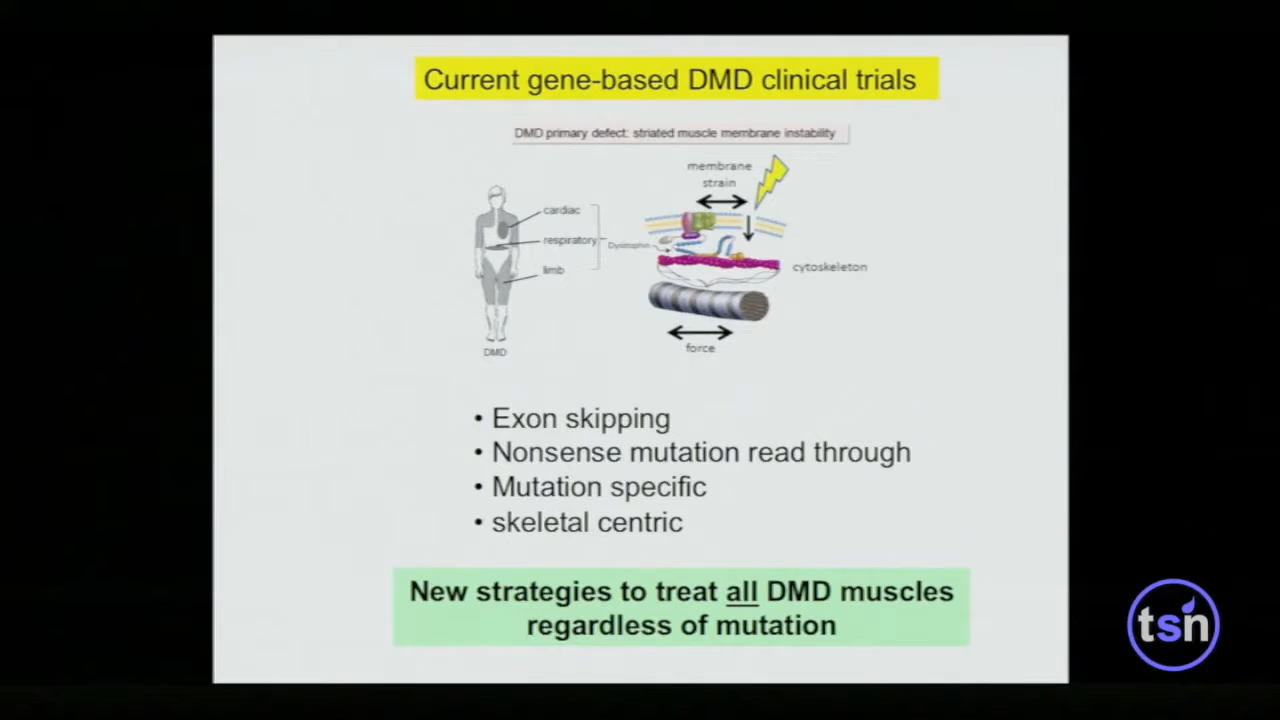 Current gene-based DMD clinical trials
DMD primary defect: striated muscle membrane instability
membrane
strain
cardiac
respiratory
Dystrophin
limb
cytoskeleton
force
DMD
• Exon skipping
• Nonsense mutation read through
• Mutation specific
• skeletal centric
New strategies to treat all DMD muscles
regardless of mutation
tsn